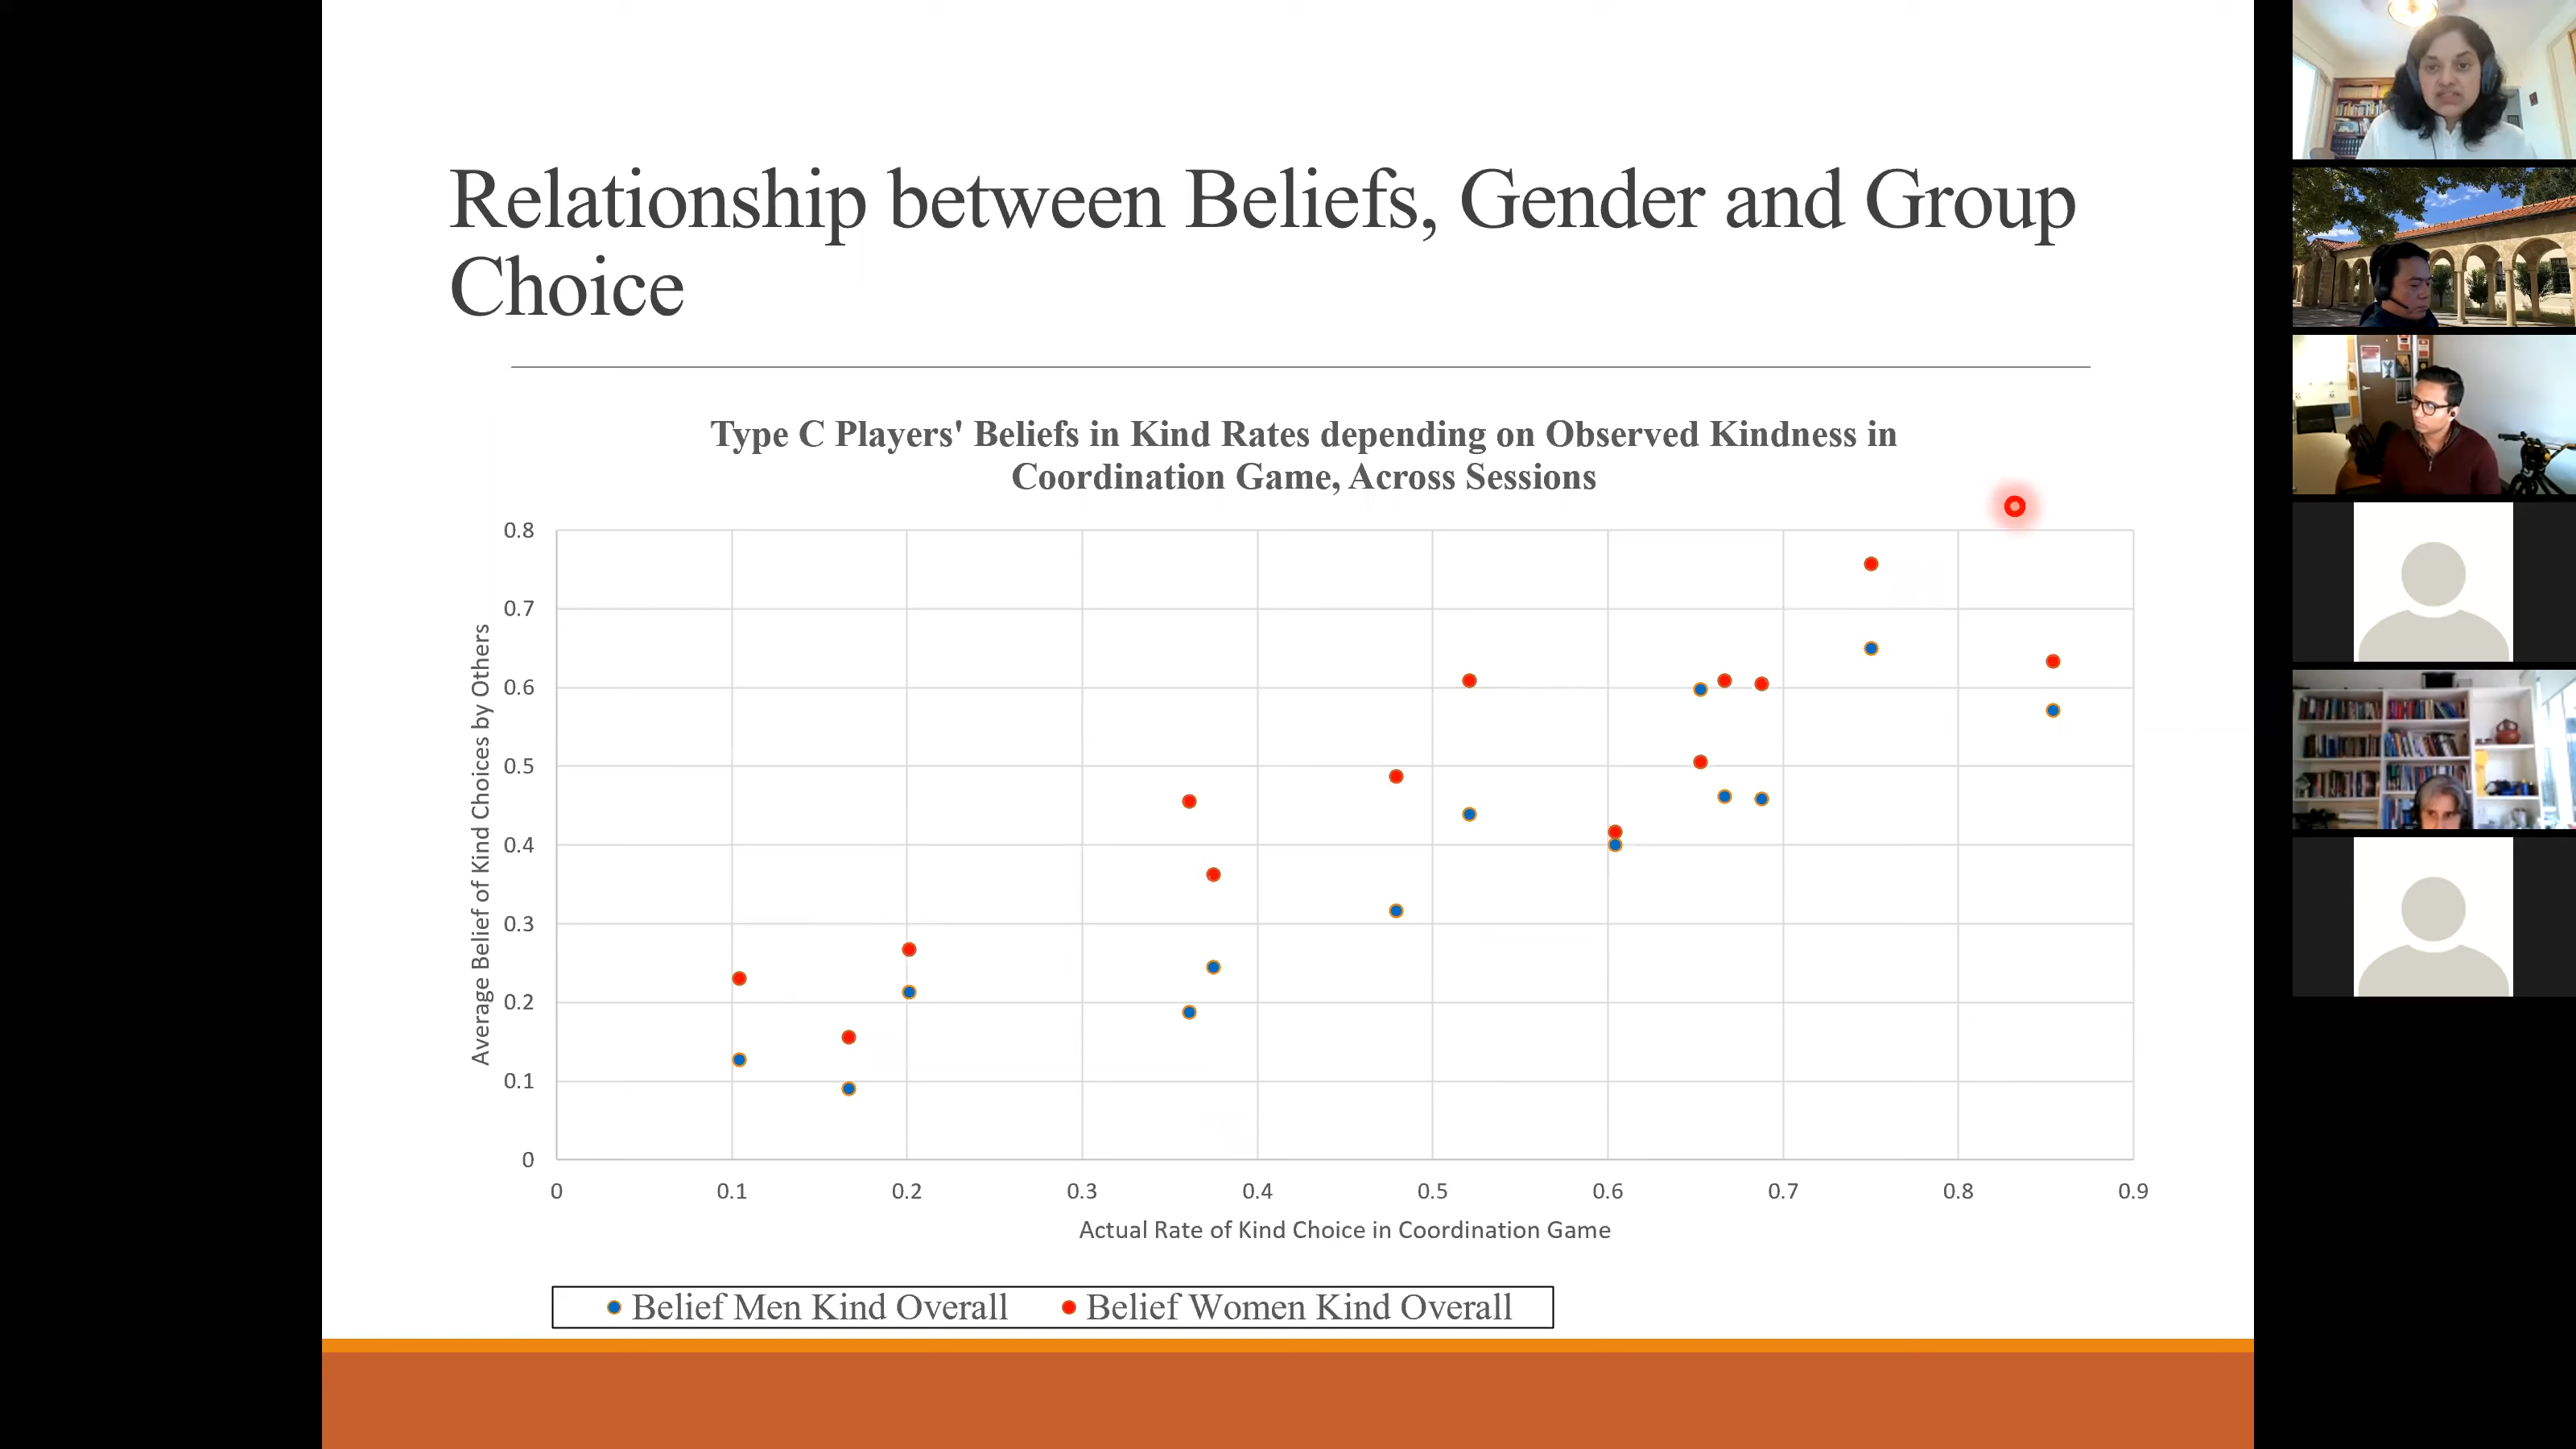 Relationship between Beliefs, Gender and Group
Choice
Type C Players' Beliefs in Kind Rates depending on Observed Kindness in
Coordination Game, Across Sessions
Average Belief of Kind Choices by Others
0.8
0.7
0.6
0.5
0.4
0.3
0.2
0.1
0
0 0.1 0.2 0.3 0.4 0.5 0.6 0.7 0.8 0.9
Actual Rate of Kind Choice in Coordination Game
Belief Men Kind Overall Belief Women Kind Overall